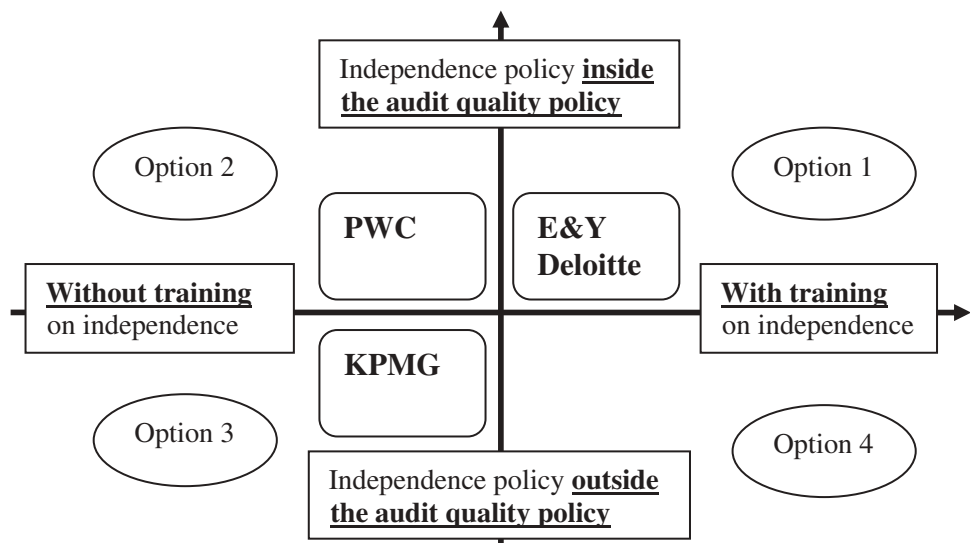 Independence policy inside
the audit quality policy
Option 2
Option 1
PWC
E&Y
Deloitte
Without training
on independence
With training
on independence
KPMG
Option 3
Option 4
Independence policy outside
the audit quality policy